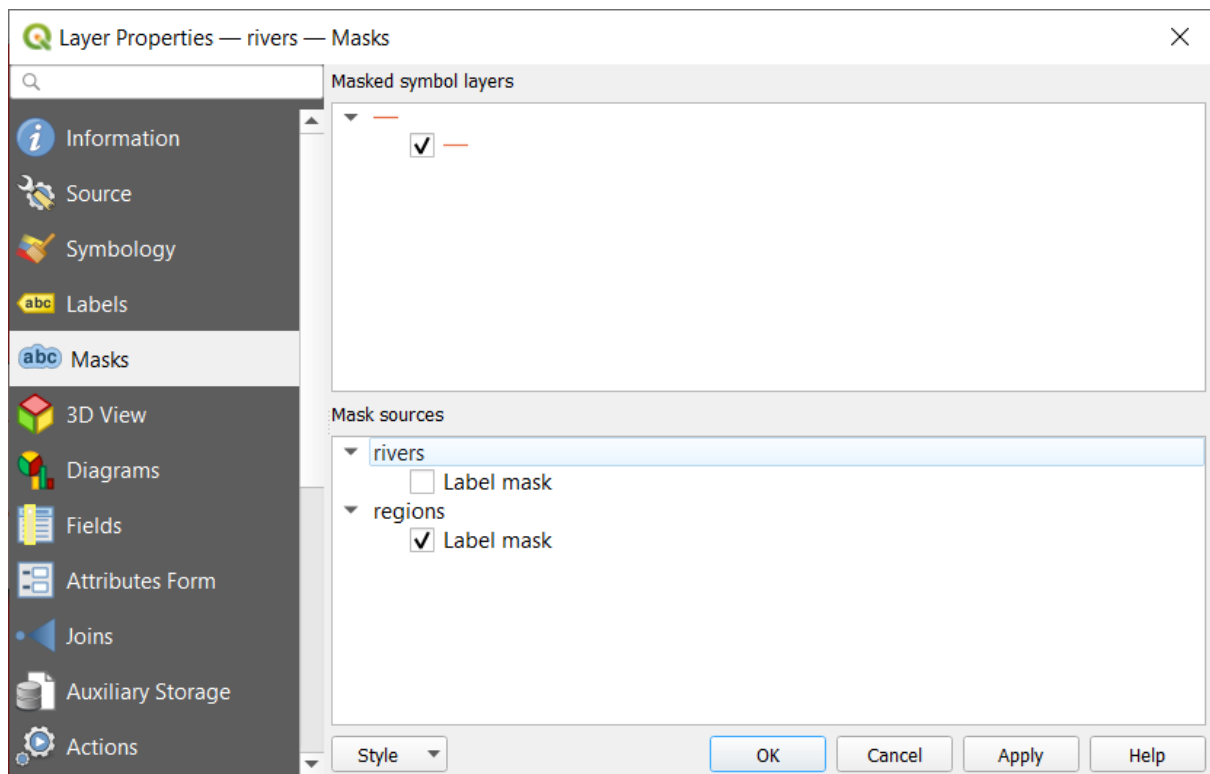 Layer Properties — rivers — Masks
Information
Source
Symbology
abc Labels
abc Masks
3D View
Diagrams
Fields
Attributes Form
Joins
Auxiliary Storage
Actions
Masked symbol layers
Mask sources
rivers
Label mask
regions
Label mask
Style
OK
Cancel
Apply
Help